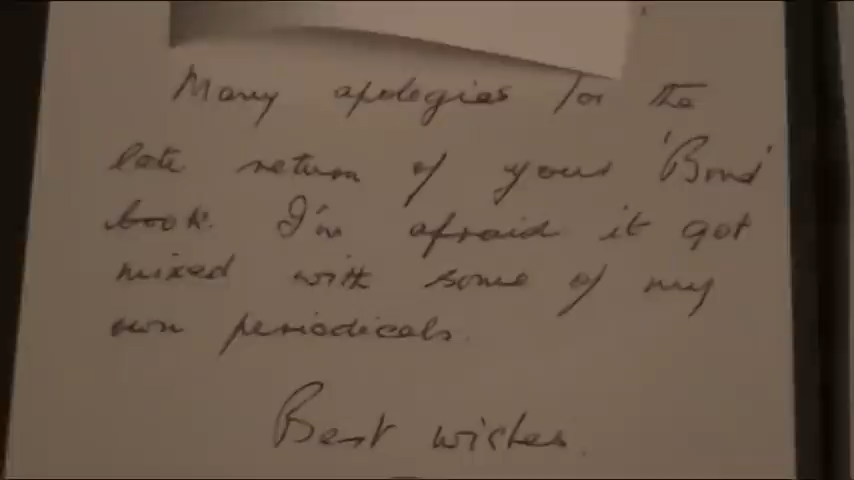 Many apologies for the
late return of your 'Bond'
book. I'm afraid it got
mixed with some of my
own periodicals.
Best wishes.